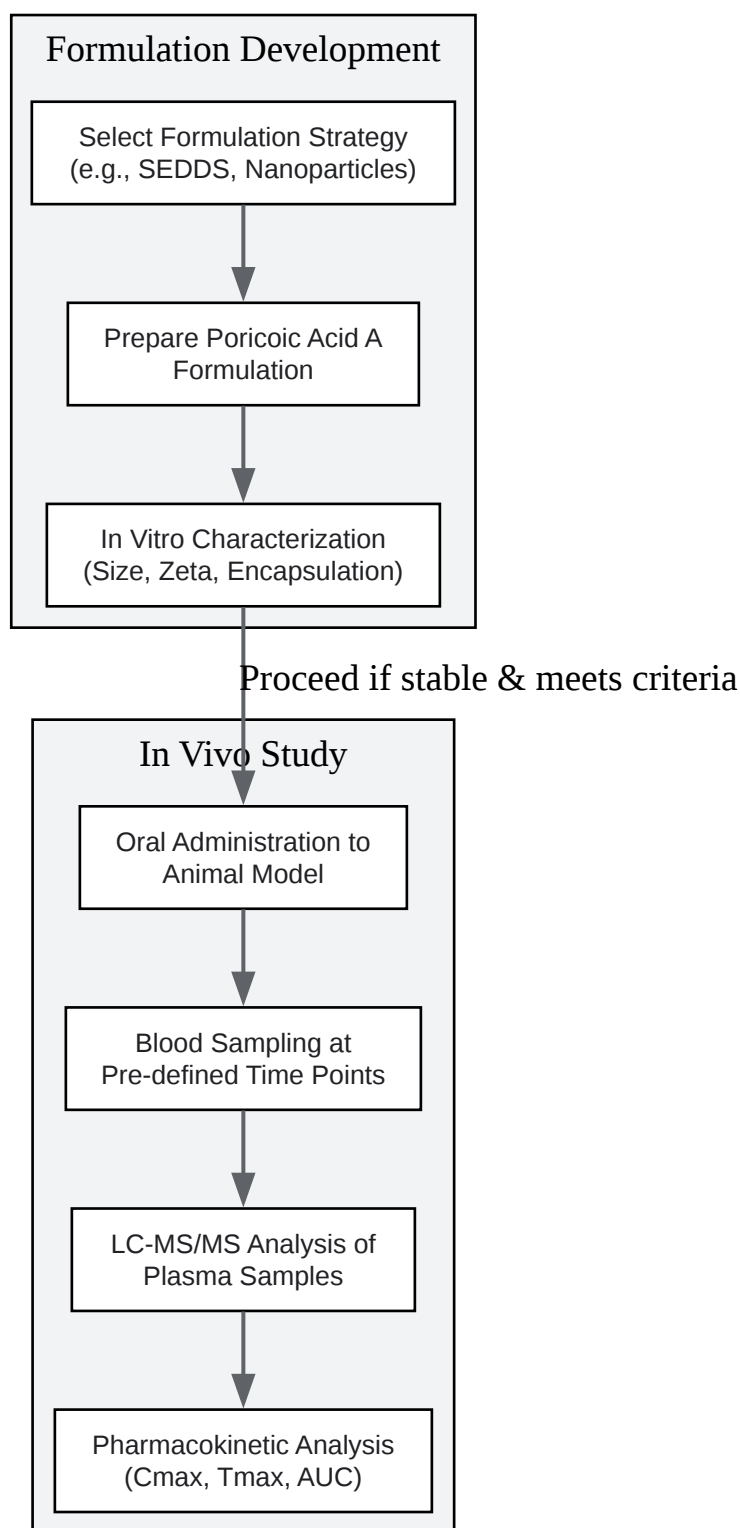 Formulation Development
Select Formulation Strategy
(e.g., SEDDS, Nanoparticles)
Prepare Poricoic Acid A
Formulation
In Vitro Characterization
(Size, Zeta, Encapsulation)
Proceed if stable & meets criteria
In Vivo Study
Oral Administration to
Animal Model
Blood Sampling at
Pre-defined Time Points
LC-MS/MS Analysis of
Plasma Samples
Pharmacokinetic Analysis
(Cmax, Tmax, AUC)